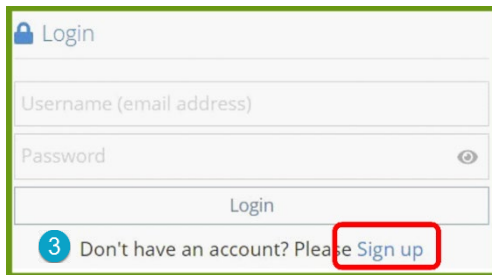 Login
Username (email address)
Password
Login
3 Don't have an account? Please Sign up